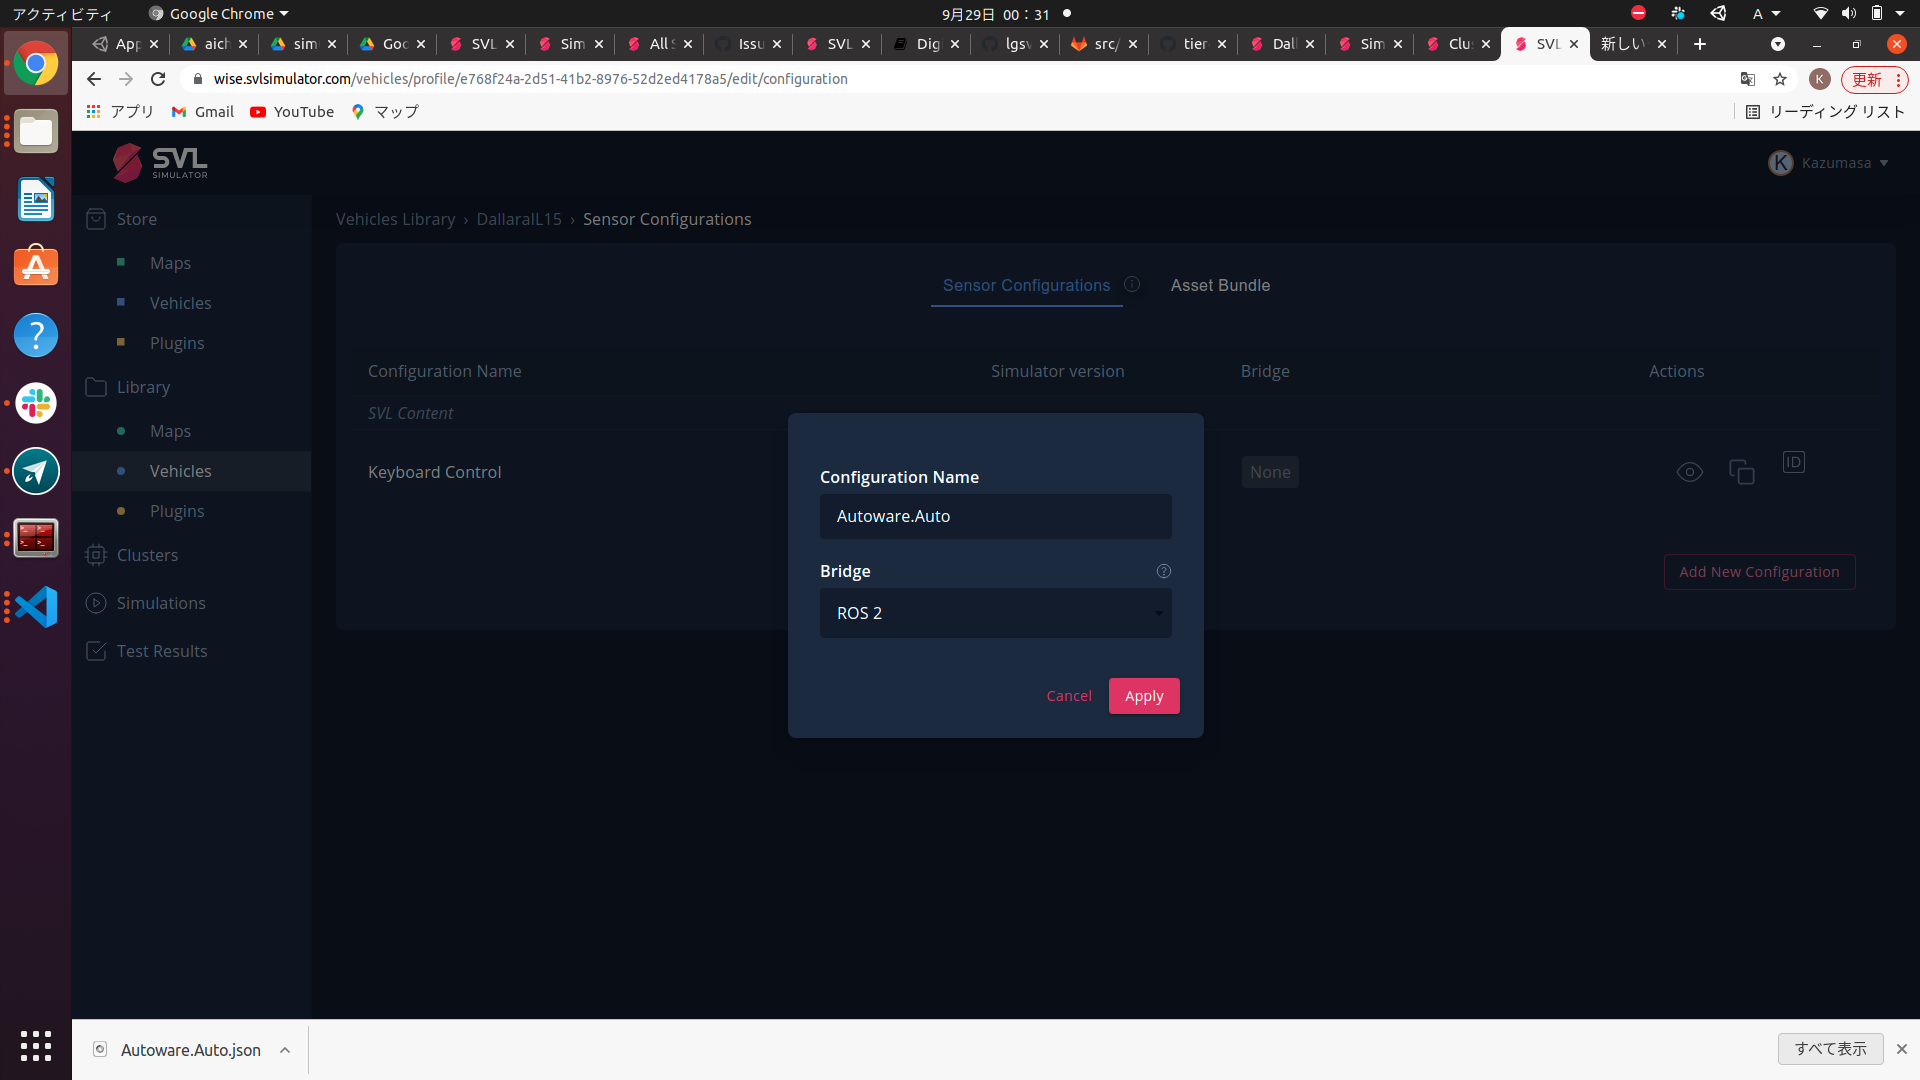 アクティビティ
Google Chrome
9月29日 00：31
A
App
aich
sim
Goo
SVL
Sim
All S
Issu
SVL
Dig
lgsv
src/
tier
Dall
Sim
Clu
SVL
新しい
wise.svlsimulator.com/vehicles/profile/e768f24a-2d51-41b2-8976-52d2ed4178a5/edit/configuration
K
更新
アプリ
Gmail
YouTube
マップ
リーディング リスト
SVL
SIMULATOR
K
Kazumasa
Store
Maps
Vehicles
Plugins
Library
Maps
Vehicles
Plugins
Clusters
Simulations
Test Results
Vehicles Library › DallaraIL15 › Sensor Configurations
Sensor Configurations
Asset Bundle
Configuration Name
Simulator version
Bridge
Actions
SVL Content
Keyboard Control
None
ID
Add New Configuration
Configuration Name
Autoware.Auto
Bridge
ROS 2
Cancel
Apply
Autoware.Auto.json
すべて表示